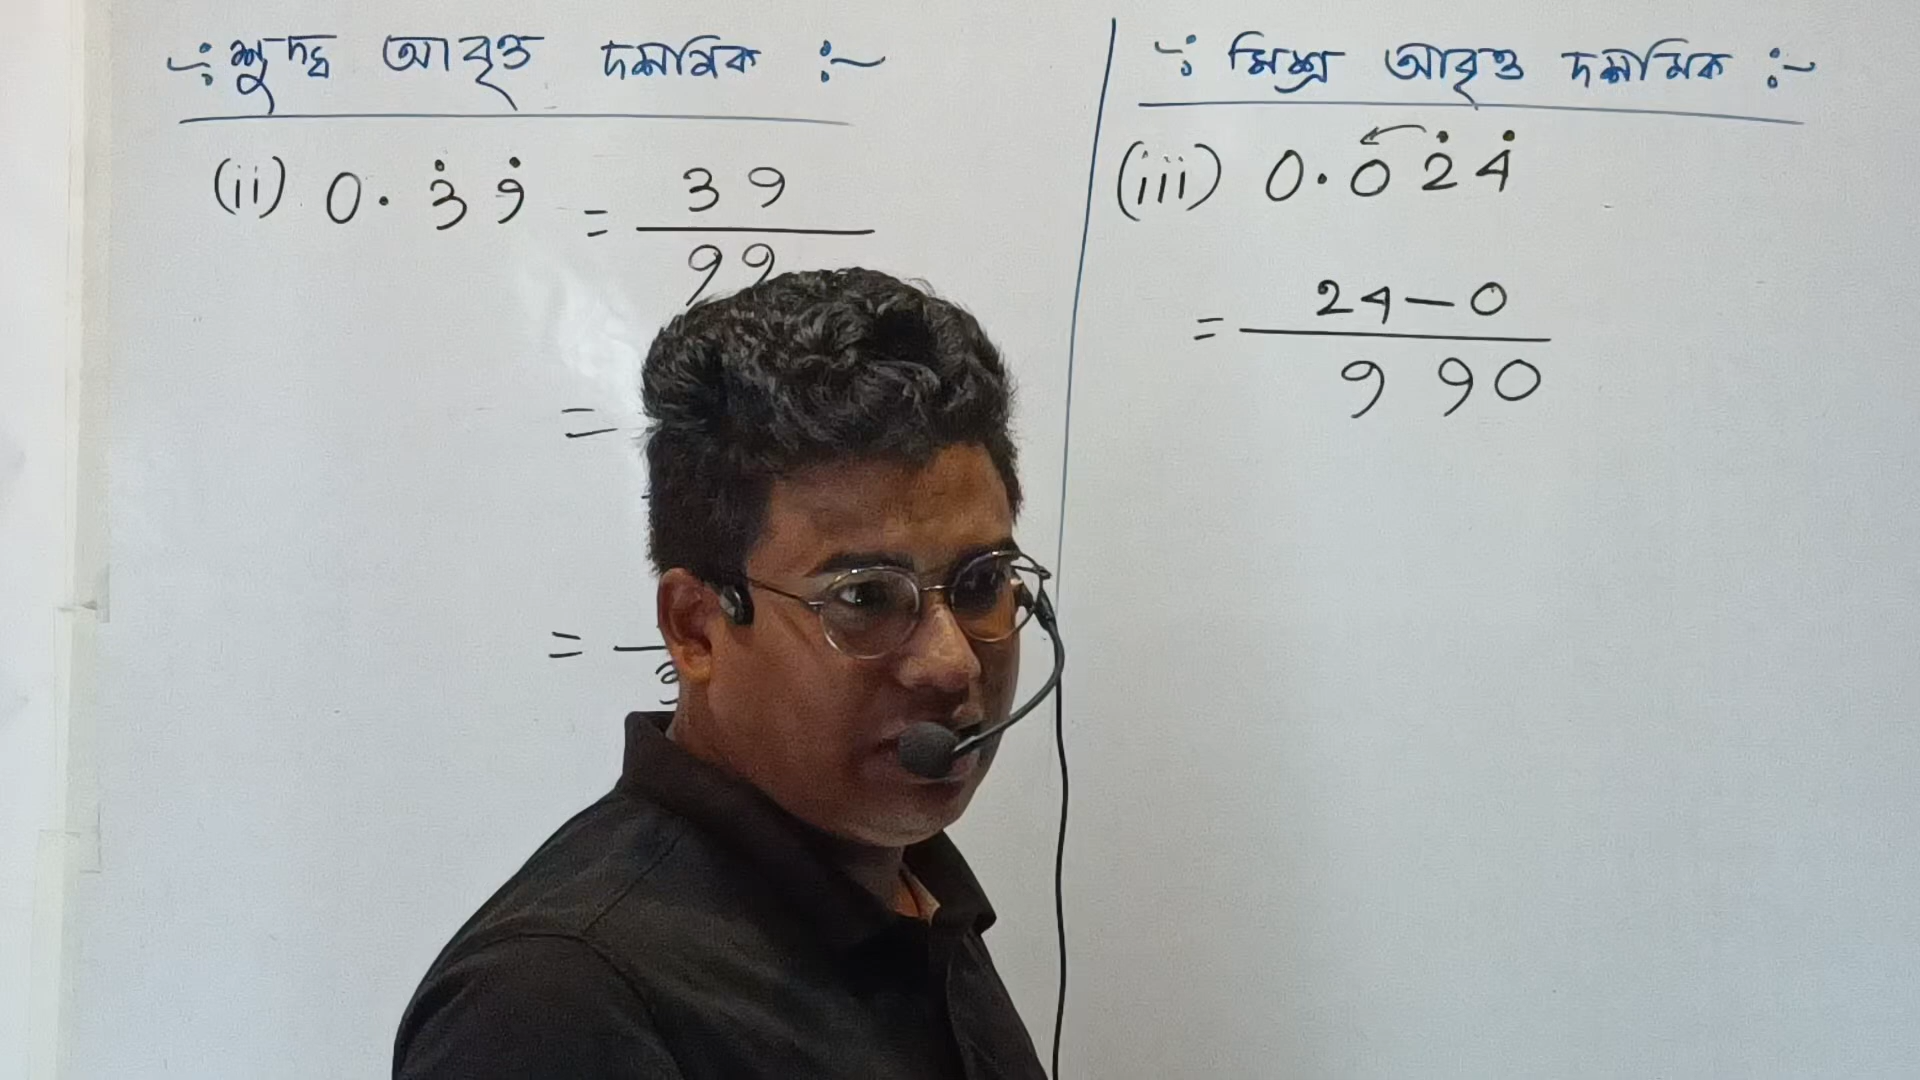 শুদ্ধ আবৃত্ত দশমিক :-
(ii) 0.3̇9̇ = 39/99
=
=
মিশ্র আবৃত্ত দশমিক :-
(iii) 0.02̇4̇
= 24-0/990